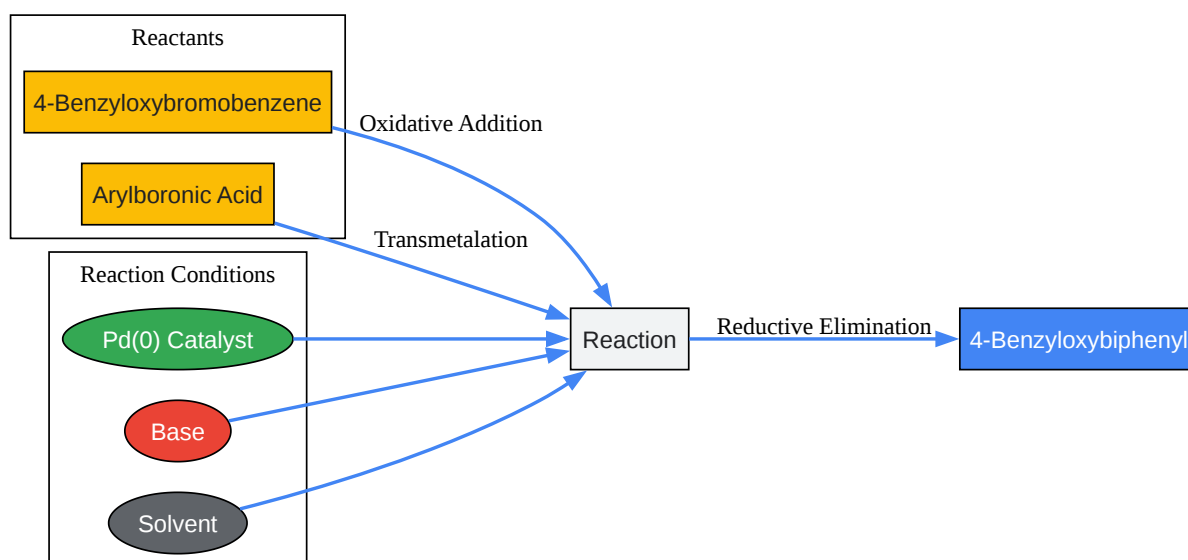 Reactants
4-Benzyloxybromobenzene
Oxidative Addition
Arylboronic Acid
Transmetalation
Reaction Conditions
Pd(0) Catalyst
Reaction
Reductive Elimination
4-Benzyloxybiphenyl
Base
Solvent